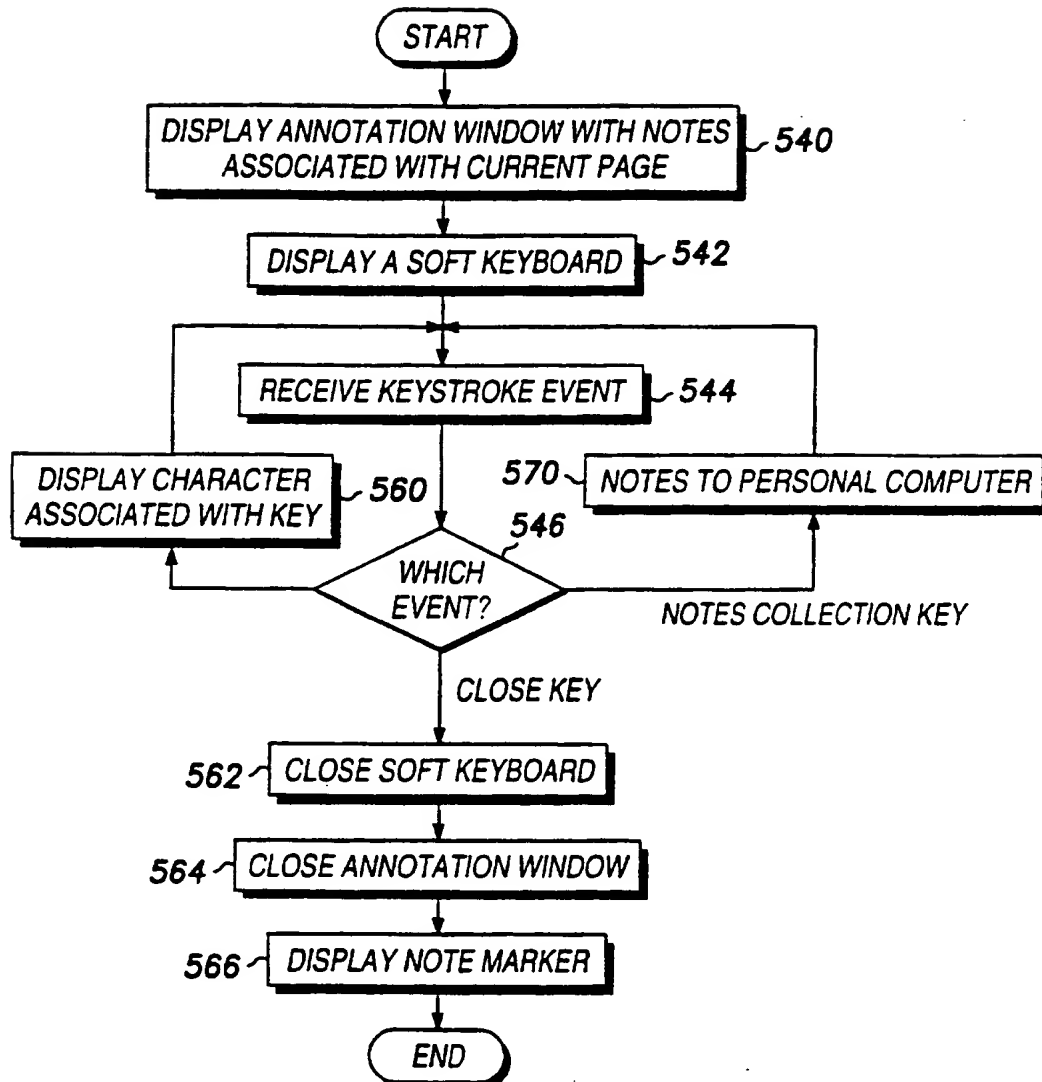 START
DISPLAY ANNOTATION WINDOW WITH NOTES
ASSOCIATED WITH CURRENT PAGE
540
DISPLAY A SOFT KEYBOARD
542
RECEIVE KEYSTROKE EVENT
544
DISPLAY CHARACTER
ASSOCIATED WITH KEY
560
570
NOTES TO PERSONAL COMPUTER
546
WHICH
EVENT?
NOTES COLLECTION KEY
CLOSE KEY
562
CLOSE SOFT KEYBOARD
564
CLOSE ANNOTATION WINDOW
566
DISPLAY NOTE MARKER
END